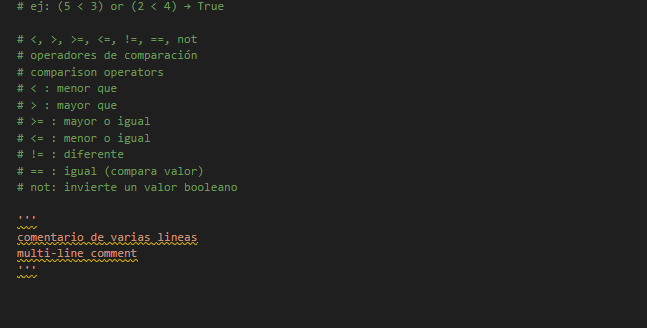 # ej: (5 < 3) or (2 < 4) → True
# <, >, >=, <=, !=, ==, not
# operadores de comparación
# comparison operators
# < : menor que
# > : mayor que
# >= : mayor o igual
# <= : menor o igual
# != : diferente
# == : igual (compara valor)
# not: invierte un valor booleano
'''
comentario de varias lineas
multi-line comment
'''